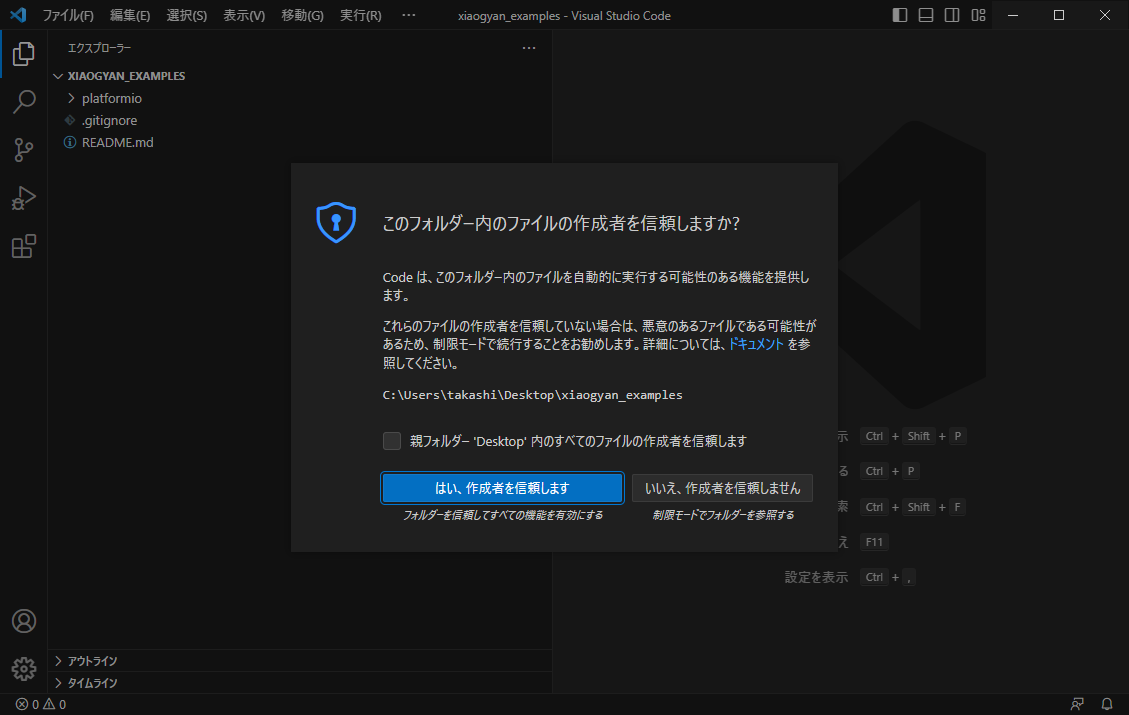 ファイル(F) 編集(E) 選択(S) 表示(V) 移動(G) 実行(R) ··· xiaogyan_examples - Visual Studio Code
エクスプローラー ···
XIAOGYAN_EXAMPLES
platformio
.gitignore
README.md
このフォルダー内のファイルの作成者を信頼しますか?
Code は、このフォルダー内のファイルを自動的に実行する可能性のある機能を提供し
ます。
これらのファイルの作成者を信頼していない場合は、悪意のあるファイルである可能性が
あるため、制限モードで続行することをお勧めします。詳細については、ドキュメント を参
照してください。
C:\Users\takashi\Desktop\xiaogyan_examples
親フォルダー 'Desktop' 内のすべてのファイルの作成者を信頼します
はい、作成者を信頼します いいえ、作成者を信頼しません
フォルダーを信頼してすべての機能を有効にする 制限モードでフォルダーを参照する
示 Ctrl + Shift + P
る Ctrl + P
索 Ctrl + Shift + F
え F11
設定を表示 Ctrl + ,
アウトライン
タイムライン
0 0